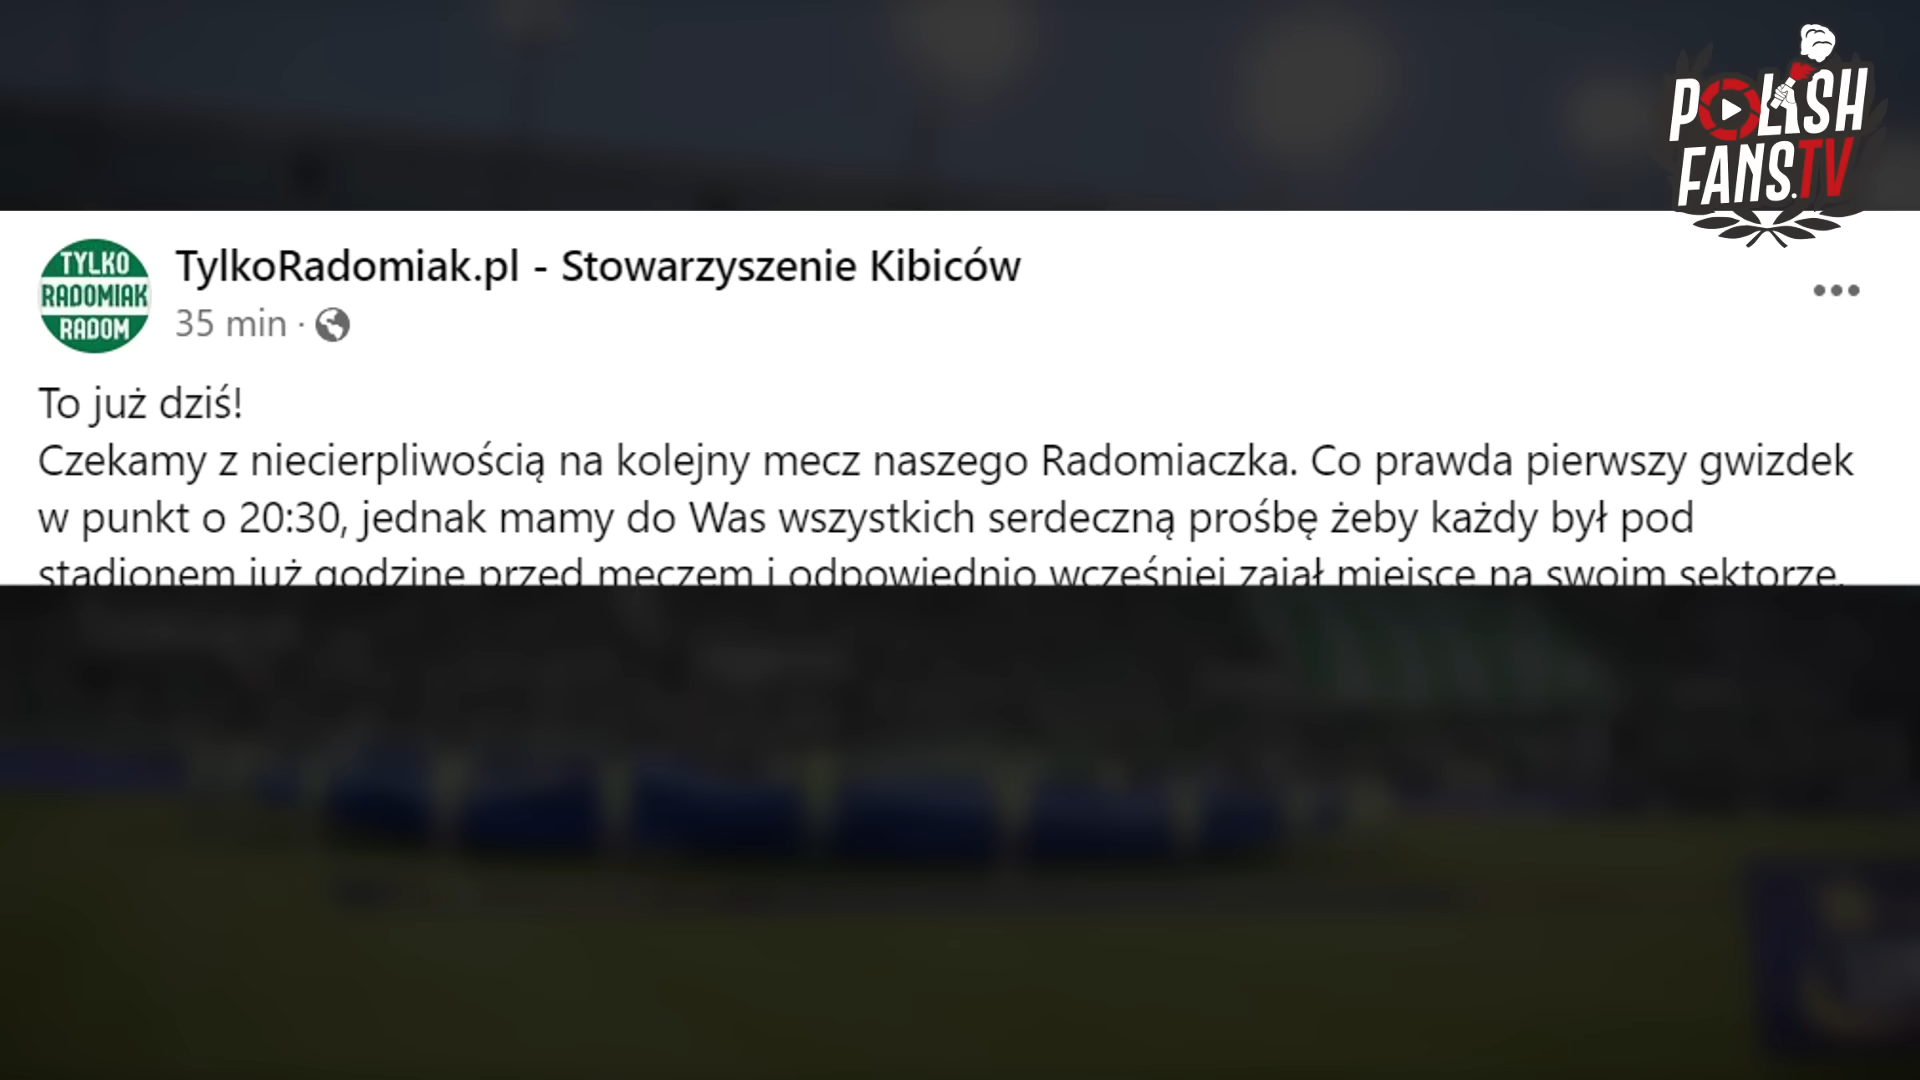 POLISH
FANS.TV
TYLKO
RADOMIAK
RADOM
TylkoRadomiak.pl - Stowarzyszenie Kibiców
35 min ·
To już dziś!
Czekamy z niecierpliwością na kolejny mecz naszego Radomiaczka. Co prawda pierwszy gwizdek
w punkt o 20:30, jednak mamy do Was wszystkich serdeczną prośbę żeby każdy był pod
stadionem już godzinę przed meczem i odpowiednio wcześniej zajął miejsce na swoim sektorze.